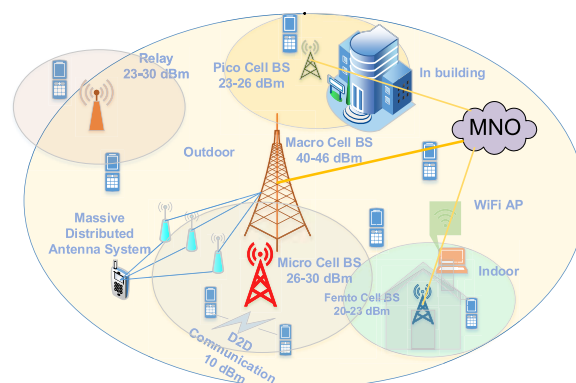 Relay
23-30 dBm
Pico Cell BS
23-26 dBm
In building
MNO
Outdoor
Macro Cell BS
40-46 dBm
WiFi AP
Massive
Distributed
Antenna System
Micro Cell BS
26-30 dBm
Indoor
Femto Cell BS
20-23 dBm
D2D
Communication
10 dBm